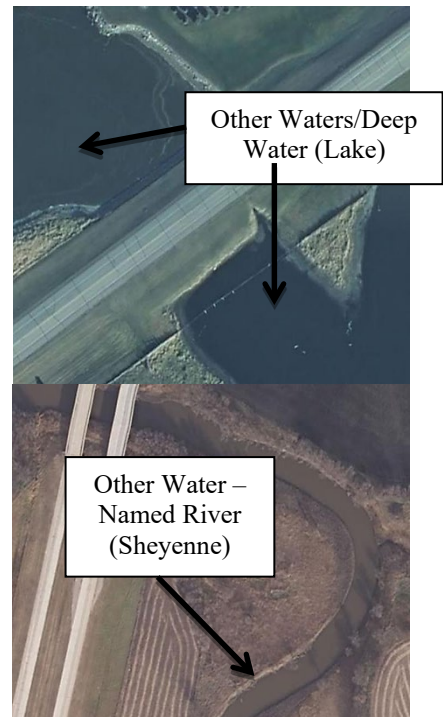 Other Waters/Deep
Water (Lake)
Other Water –
Named River
(Sheyenne)